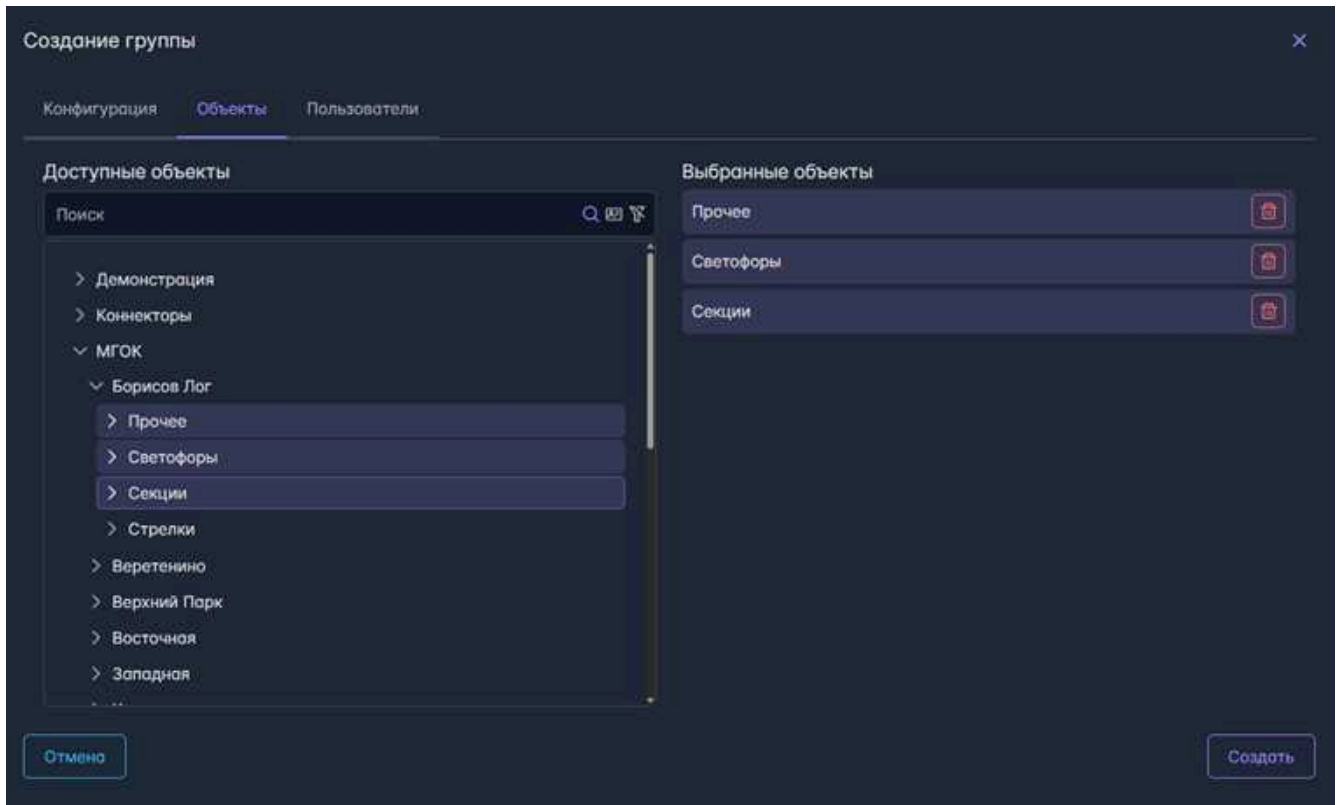 Создание группы
Конфигурация Объекты Пользователи
Доступные объекты
Поиск
Демонстрация
Коннекторы
МГОК
Борисов Лог
Прочее
Светофоры
Секции
Стрелки
Веретенино
Верхний Парк
Восточная
Западная
Выбранные объекты
Прочее
Светофоры
Секции
Отмена
Создать